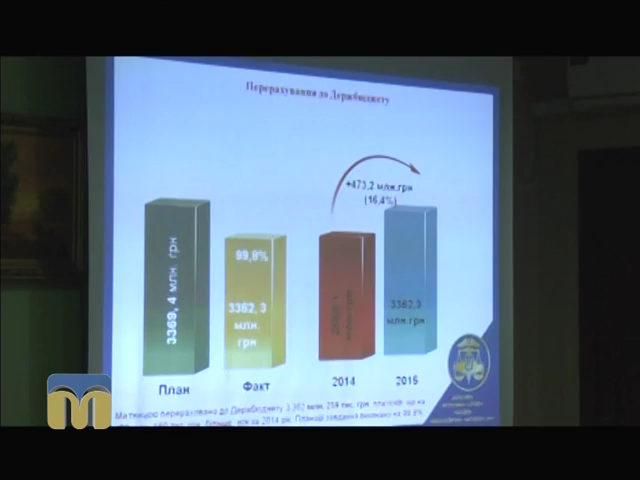 Перерахування до Держбюджету
+473,2 млн.грн
(16,4%)
3369, 4 млн. грн
99,8%
3362, 3
млн.
грн
3362,3
млн.грн
План
Факт
2014
2015
Митницею перераховано до Держбюджету 3 362 млн. 259 тис. грн. платежів, що на
більше, ніж за 2014 рік. Планові завдання виконано на 99,8%.